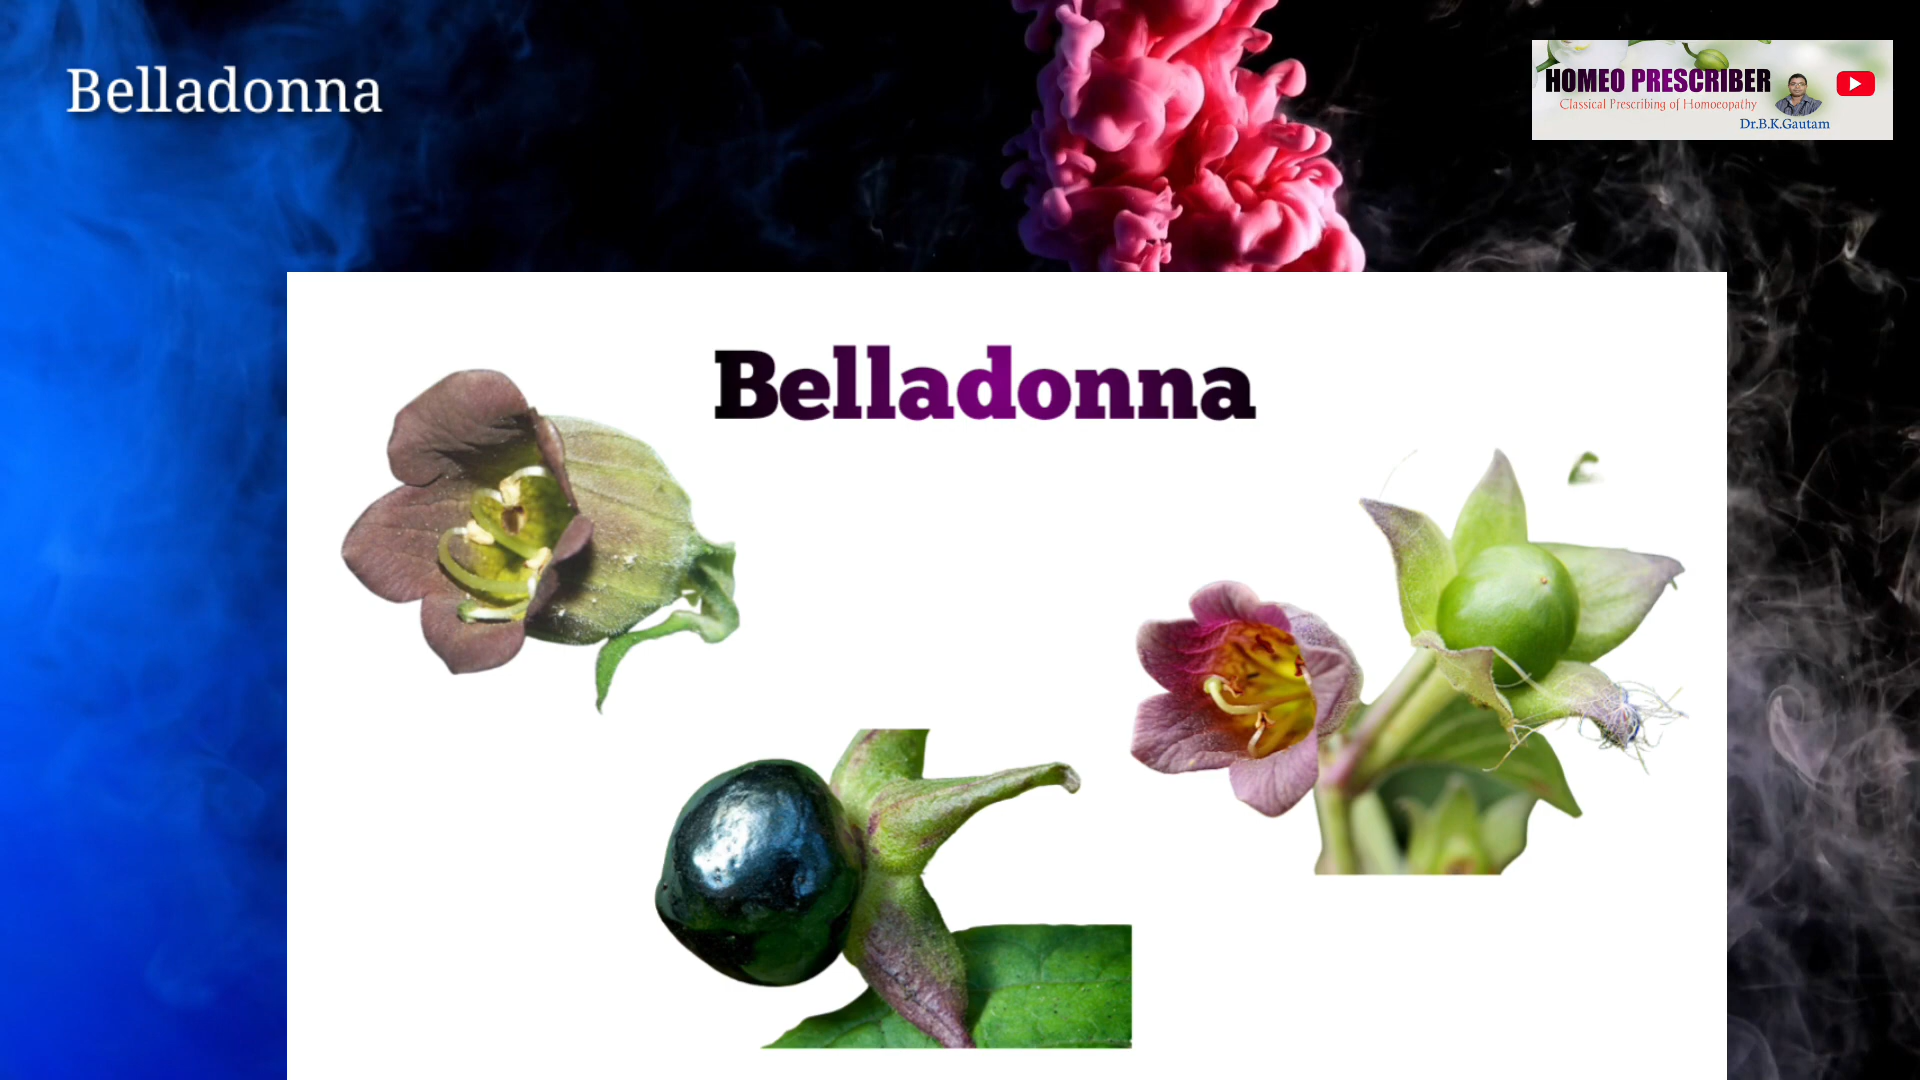 Belladonna
HOMEO PRESCRIBER
Classical Prescribing of Homoeopathy
Dr.B.K.Gautam
Belladonna